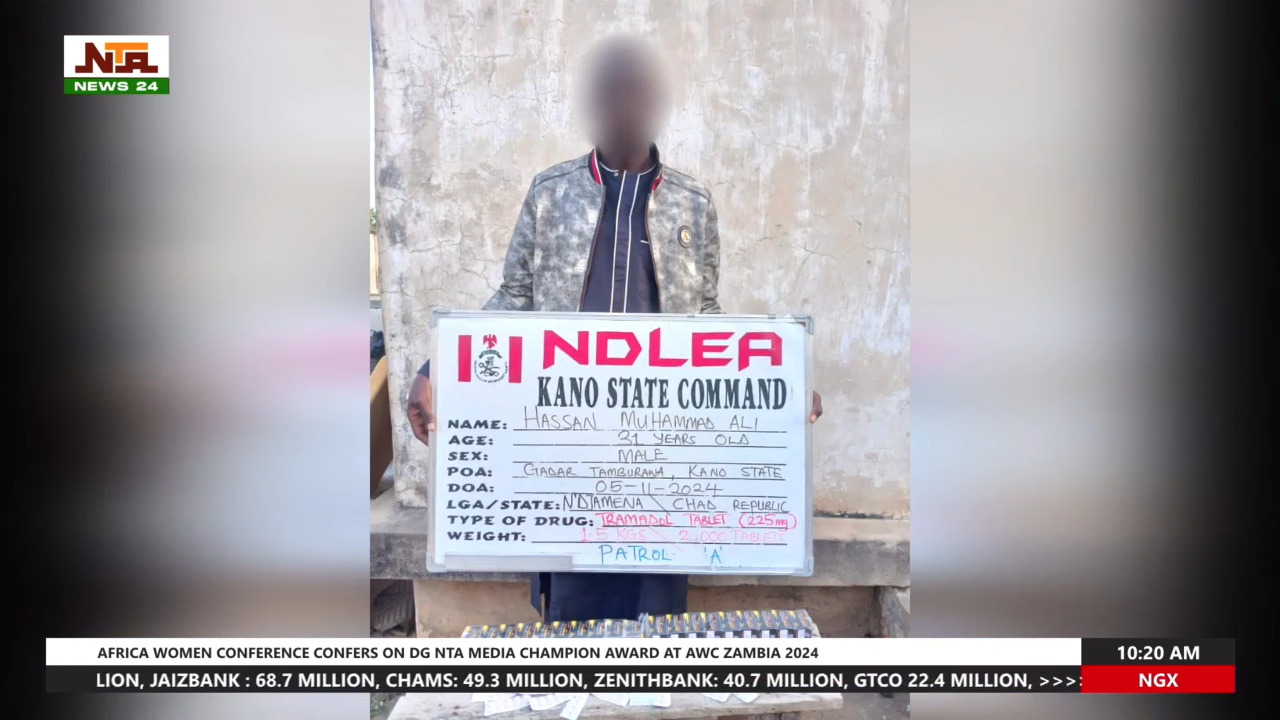 NTA
NEWS 24
NDLEA
KANO STATE COMMAND
NAME: HASSAN MUHAMMAD ALI
AGE: 31 YEARS OLD
SEX: MALE
POA: GADAR TAMBURAWA, KANO STATE
DOA: 05-11-2024
LGA/STATE: N'DJAMENA \ CHAD REPUBLIC
TYPE OF DRUG: TRAMADOL TABLET (225mg)
WEIGHT: 1.5 KGS \ 2,000 TABLETS
PATROL 'A'
AFRICA WOMEN CONFERENCE CONFERS ON DG NTA MEDIA CHAMPION AWARD AT AWC ZAMBIA 2024
10:20 AM
LION, JAIZBANK : 68.7 MILLION, CHAMS: 49.3 MILLION, ZENITHBANK: 40.7 MILLION, GTCO 22.4 MILLION, >>>
NGX